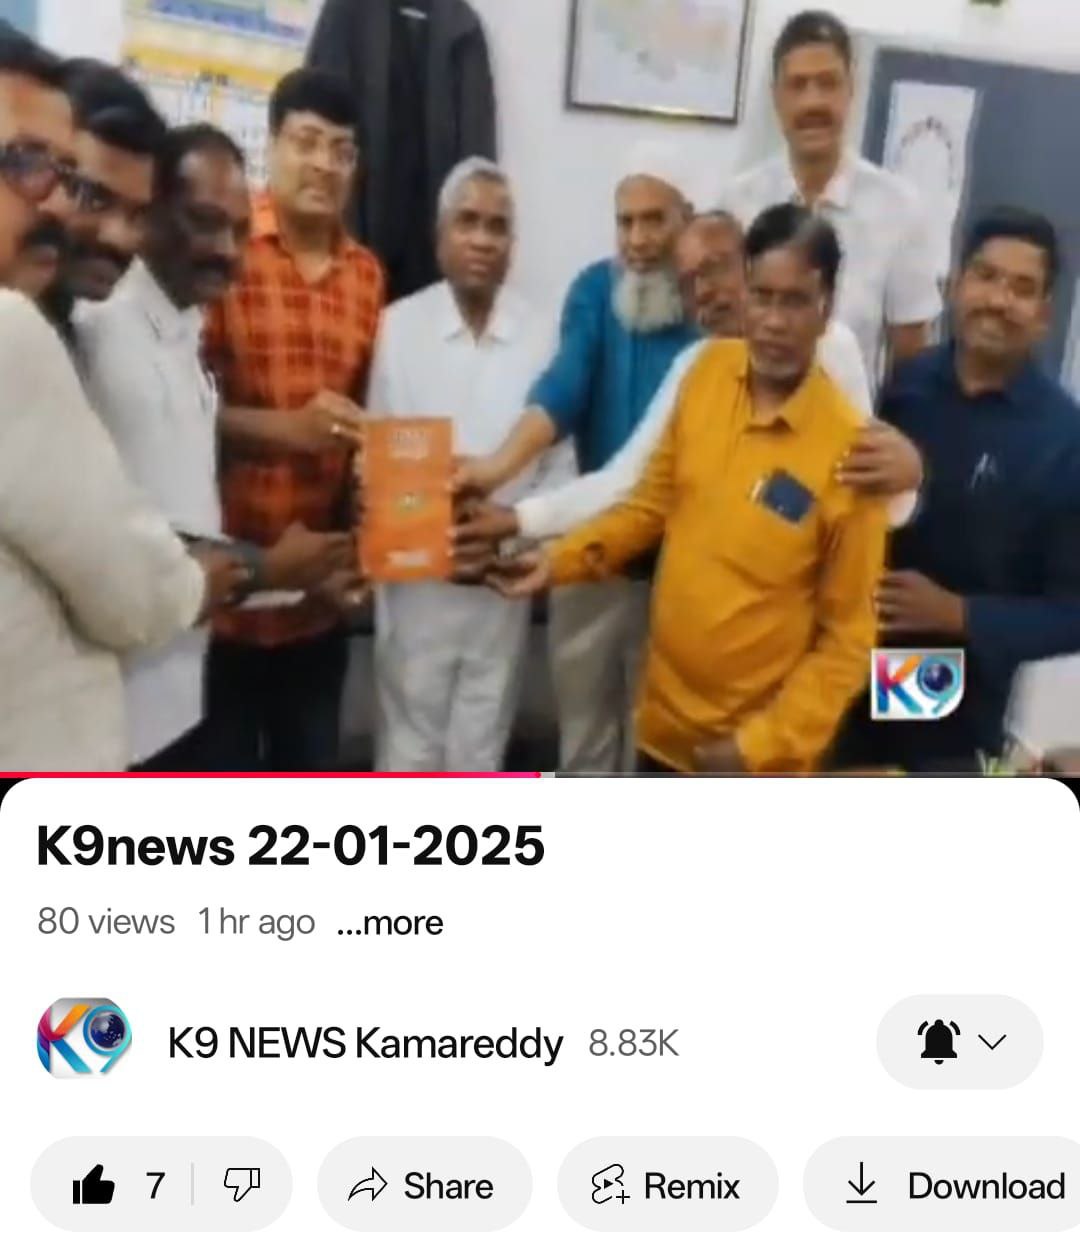 K9
K9news 22-01-2025
80 views 1 hr ago ...more
K9 NEWS Kamareddy 8.83K
7 Share Remix Download